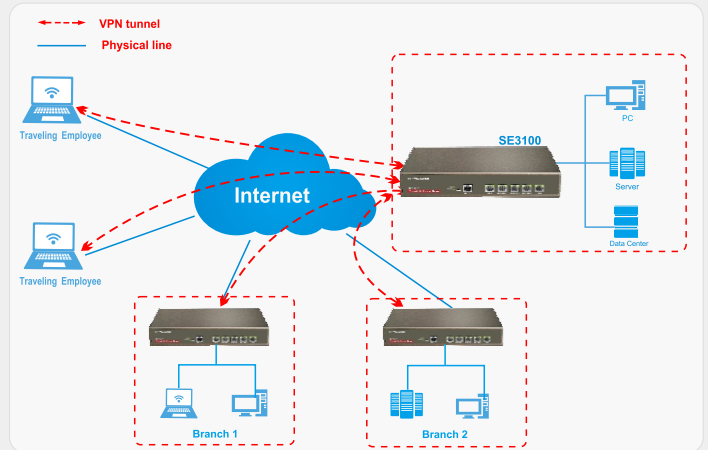 VPN tunnel
Physical line
Traveling Employee
SE3100
PC
Internet
Server
Data Center
Traveling Employee
Branch 1
Branch 2